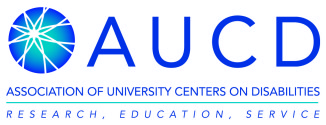 AUCD
ASSOCIATION OF UNIVERSITY CENTERS ON DISABILITIES
RESEARCH, EDUCATION, SERVICE